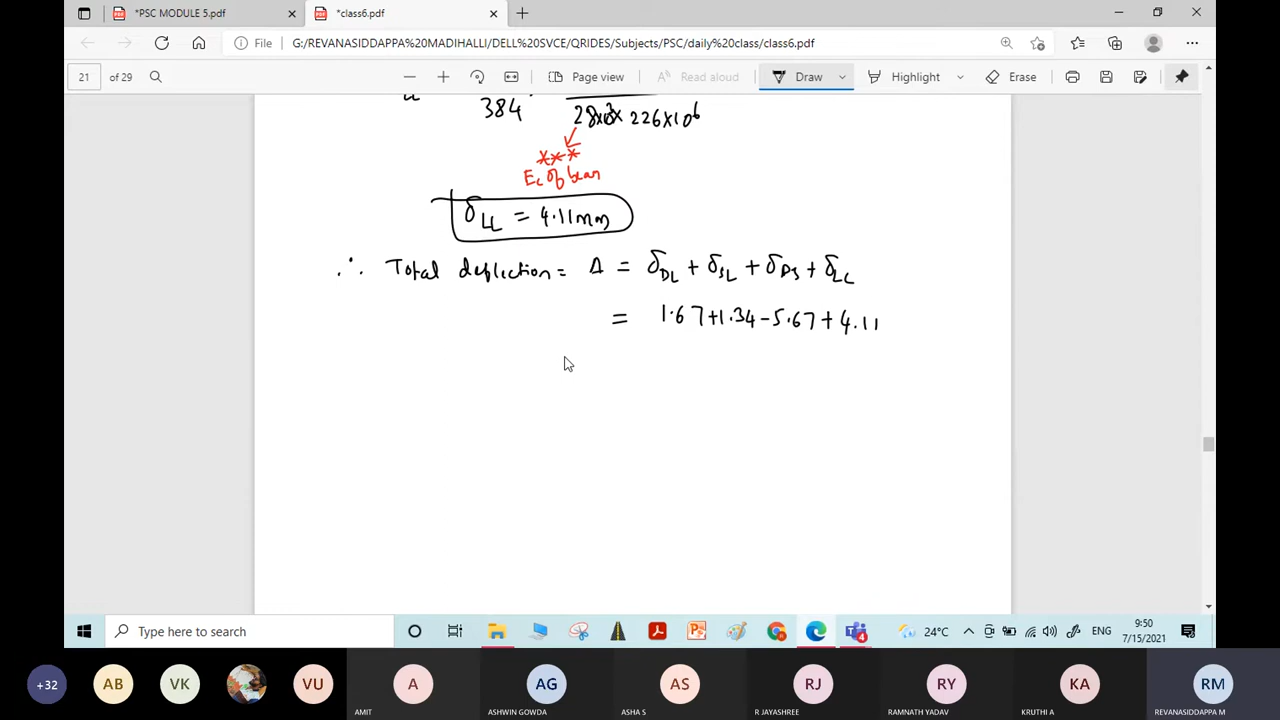 *PSC MODULE 5.pdf
*class6.pdf
File
G:/REVANASIDDAPPA%20MADIHALLI/DELL%20SVCE/QRIDES/Subjects/PSC/daily%20class/class6.pdf
21 of 29
Page view
Read aloud
Draw
Highlight
Erase
384
28x10³x 226x10⁶
***
Ec of beam
δLL = 4.11mm
∴ Total deflection = Δ = δDL + δSL + δPS + δLL
= 1.67+1.34-5.67+4.11
Type here to search
24°C
ENG
9:50
7/15/2021
4
+32
AB
VK
VU
A
AMIT
AG
ASHWIN GOWDA
AS
ASHA S
RJ
R JAYASHREE
RY
RAMNATH YADAV
KA
KRUTHI A
RM
REVANASIDDAPPA M